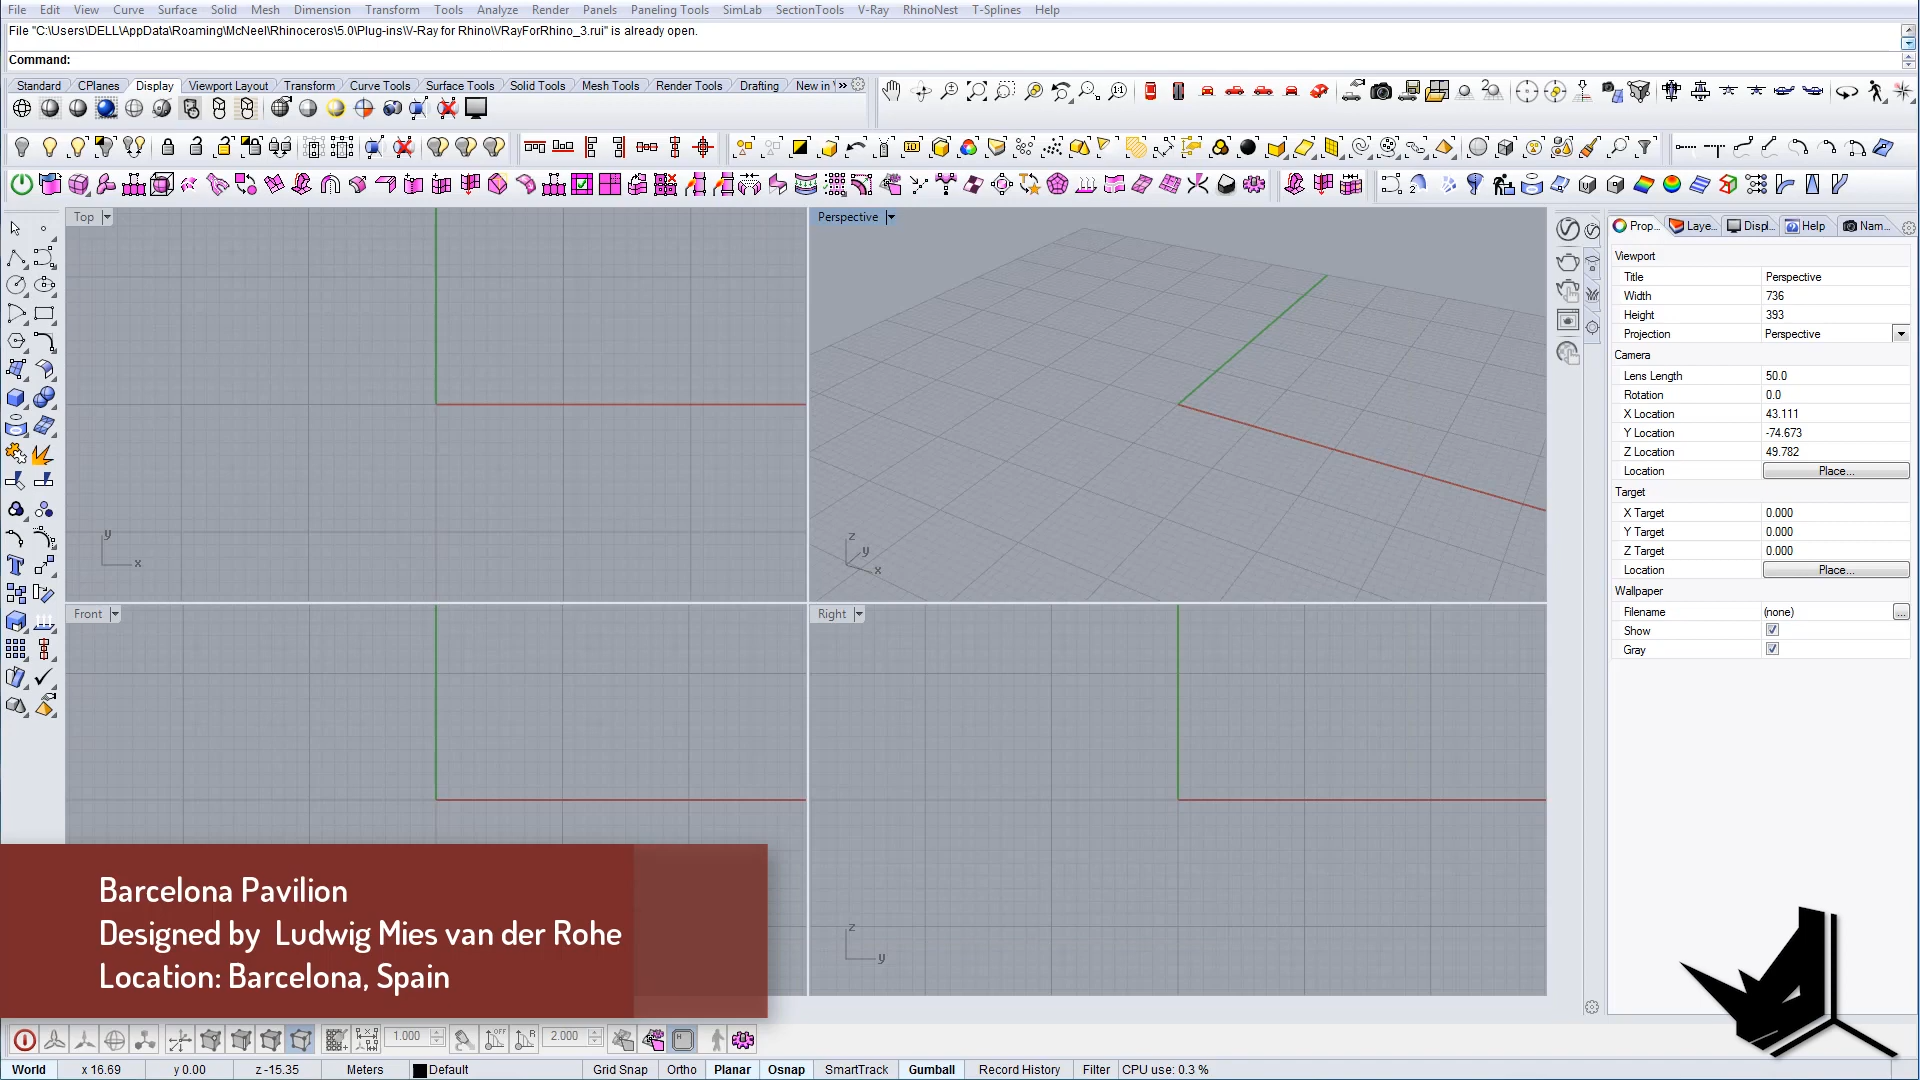 File Edit View Curve Surface Solid Mesh Dimension Transform Tools Analyze Render Panels Paneling Tools SimLab SectionTools V-Ray RhinoNest T-Splines Help
File "C:\Users\DELL\AppData\Roaming\McNeel\Rhinoceros\5.0\Plug-ins\V-Ray for Rhino\VRayForRhino_3.rui" is already open.
Command:
Standard CPlanes Display Viewport Layout Transform Curve Tools Surface Tools Solid Tools Mesh Tools Render Tools Drafting New in
Top
Perspective
Prop... Laye... Displ... Help Nam...
Viewport
Title Perspective
Width 736
Height 393
Projection Perspective
Camera
Lens Length 50.0
Rotation 0.0
X Location 43.111
Y Location -74.673
Z Location 49.782
Location Place...
Target
X Target 0.000
Y Target 0.000
Z Target 0.000
Location Place...
Wallpaper
Filename (none) ...
Show
Gray
y
x
z
y
x
Front
Right
z
y
Barcelona Pavilion
Designed by Ludwig Mies van der Rohe
Location: Barcelona, Spain
1.000 2.000
World x 16.69 y 0.00 z -15.35 Meters Default Grid Snap Ortho Planar Osnap SmartTrack Gumball Record History Filter CPU use: 0.3 %